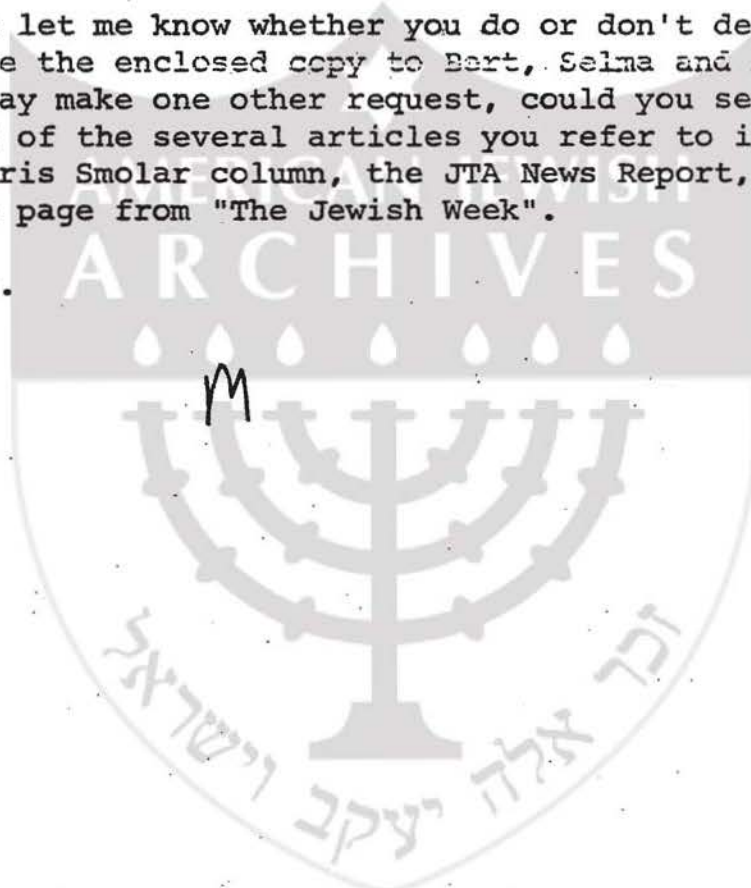 let me know whether you do or don't de
e the enclosed copy to Bert, Selma and
ay make one other request, could you se
of the several articles you refer to i
ris Smolar column, the JTA News Report,
page from "The Jewish Week".
.
AMERICAN JEWISH
ARCHIVES
M
זכר אלה יעקב וישראל